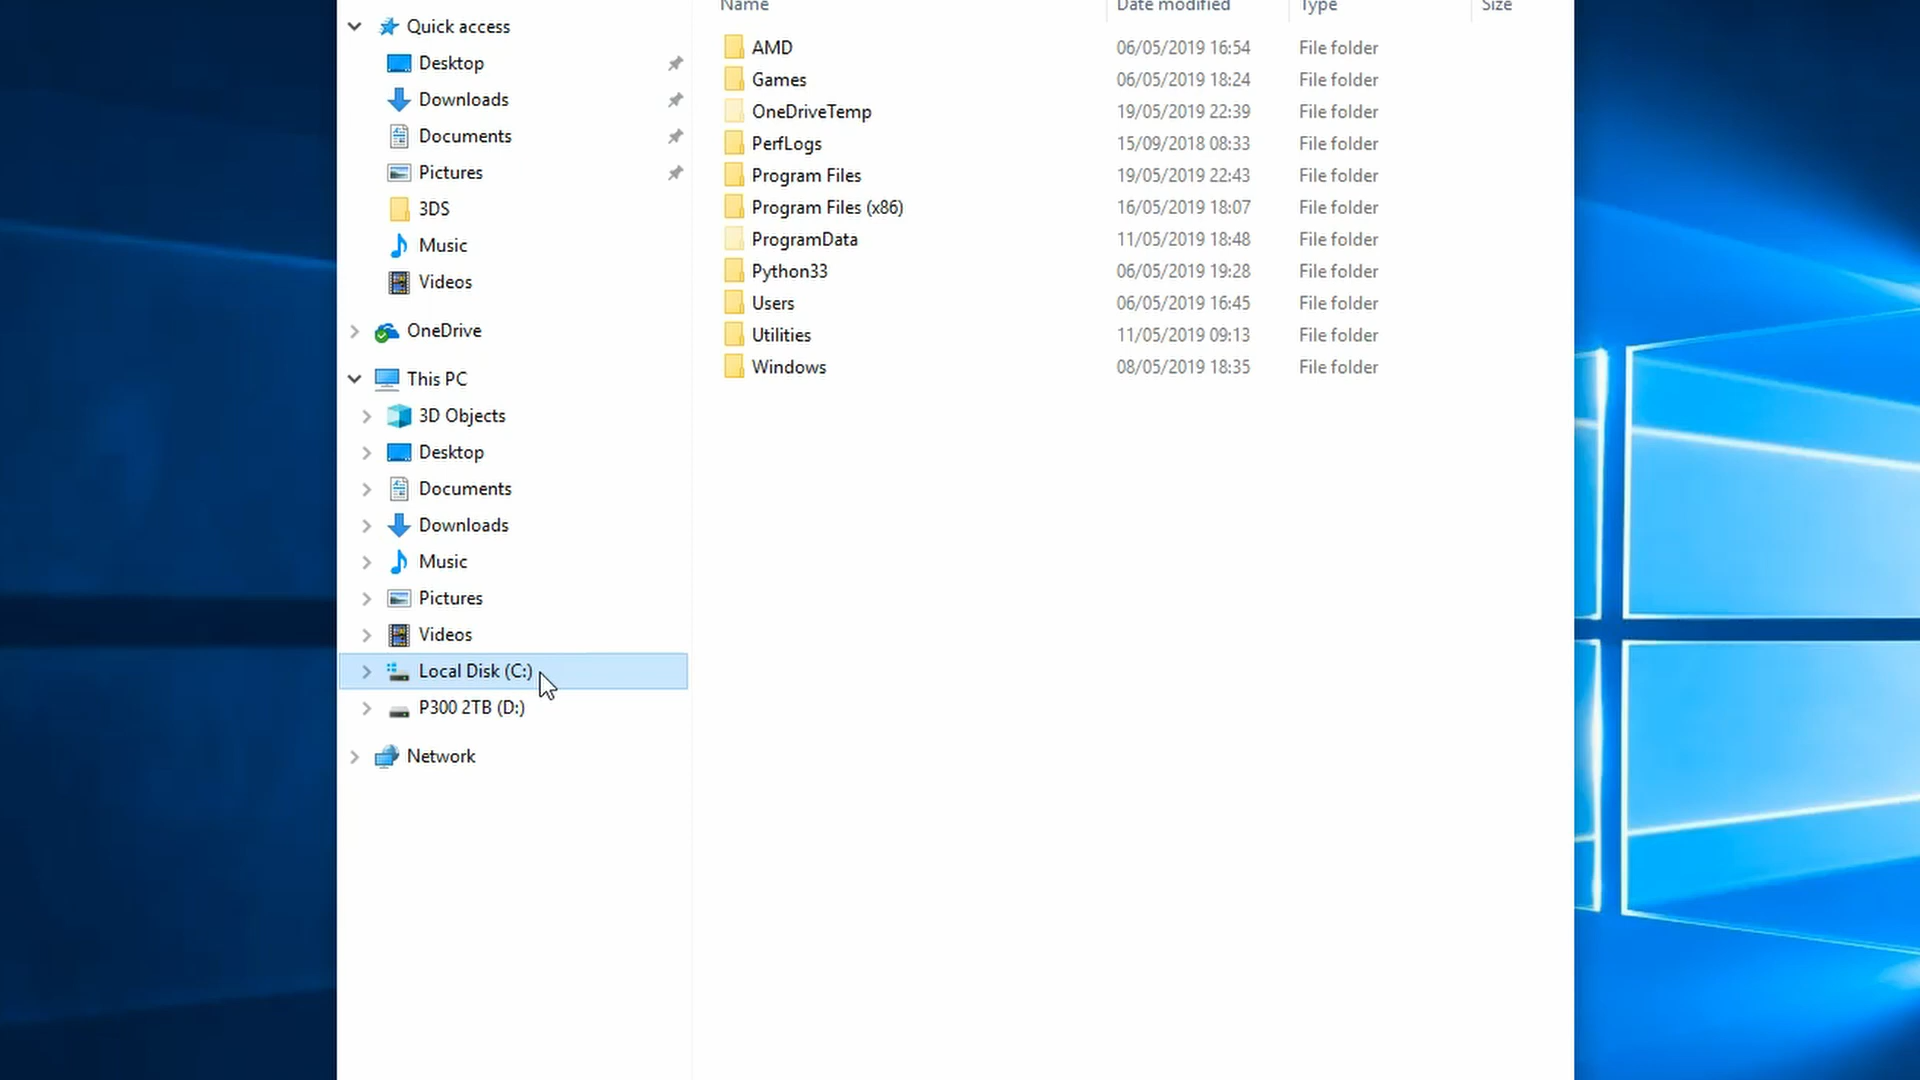 Name Date modified Type Size
Quick access
Desktop
Downloads
Documents
Pictures
3DS
Music
Videos
OneDrive
This PC
3D Objects
Desktop
Documents
Downloads
Music
Pictures
Videos
Local Disk (C:)
P300 2TB (D:)
Network
AMD 06/05/2019 16:54 File folder
Games 06/05/2019 18:24 File folder
OneDriveTemp 19/05/2019 22:39 File folder
PerfLogs 15/09/2018 08:33 File folder
Program Files 19/05/2019 22:43 File folder
Program Files (x86) 16/05/2019 18:07 File folder
ProgramData 11/05/2019 18:48 File folder
Python33 06/05/2019 19:28 File folder
Users 06/05/2019 16:45 File folder
Utilities 11/05/2019 09:13 File folder
Windows 08/05/2019 18:35 File folder